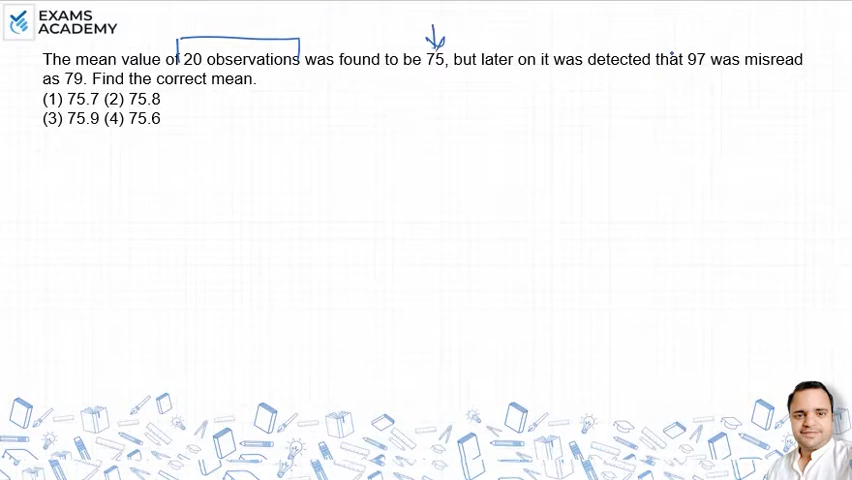 EXAMS
ACADEMY
The mean value of 20 observations was found to be 75, but later on it was detected that 97 was misread
as 79. Find the correct mean.
(1) 75.7 (2) 75.8
(3) 75.9 (4) 75.6